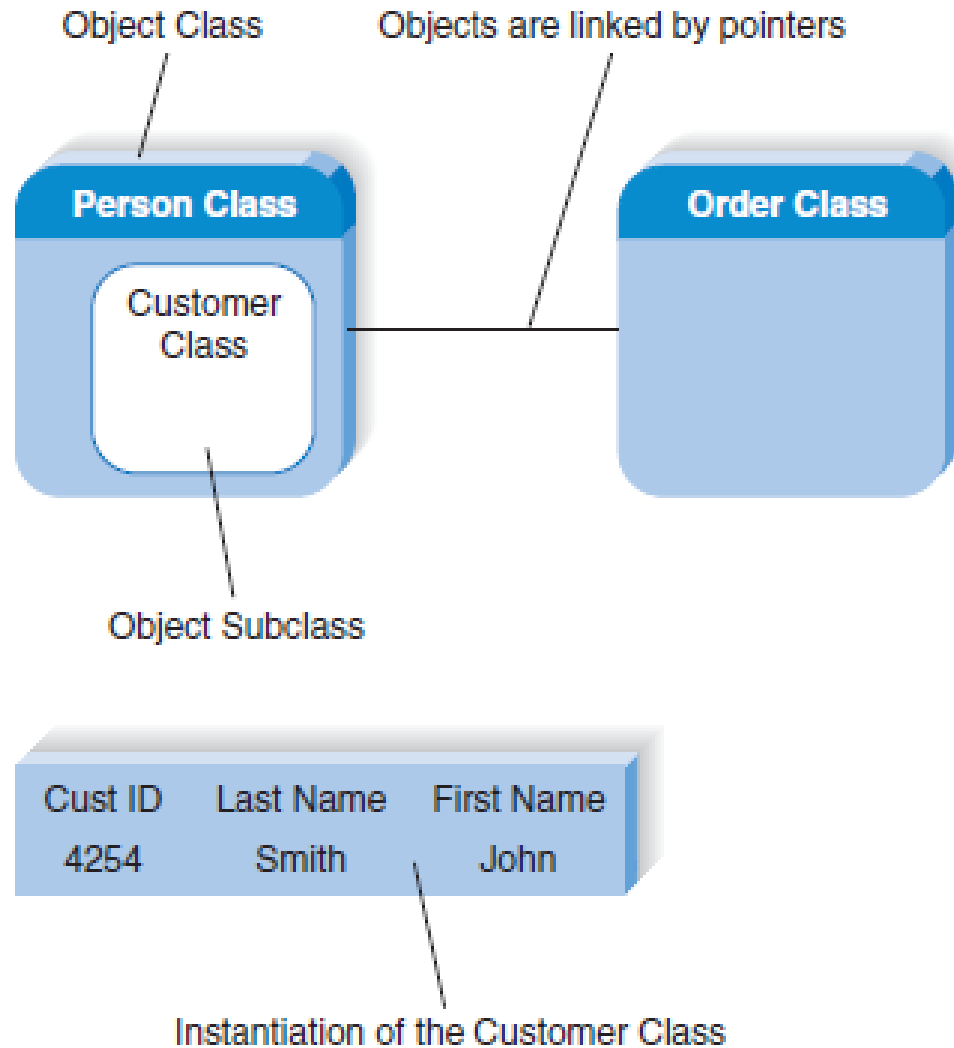 Object Class
Objects are linked by pointers
Person Class
Order Class
Customer
Class
Object Subclass
Cust ID Last Name First Name
4254 Smith John
Instantiation of the Customer Class